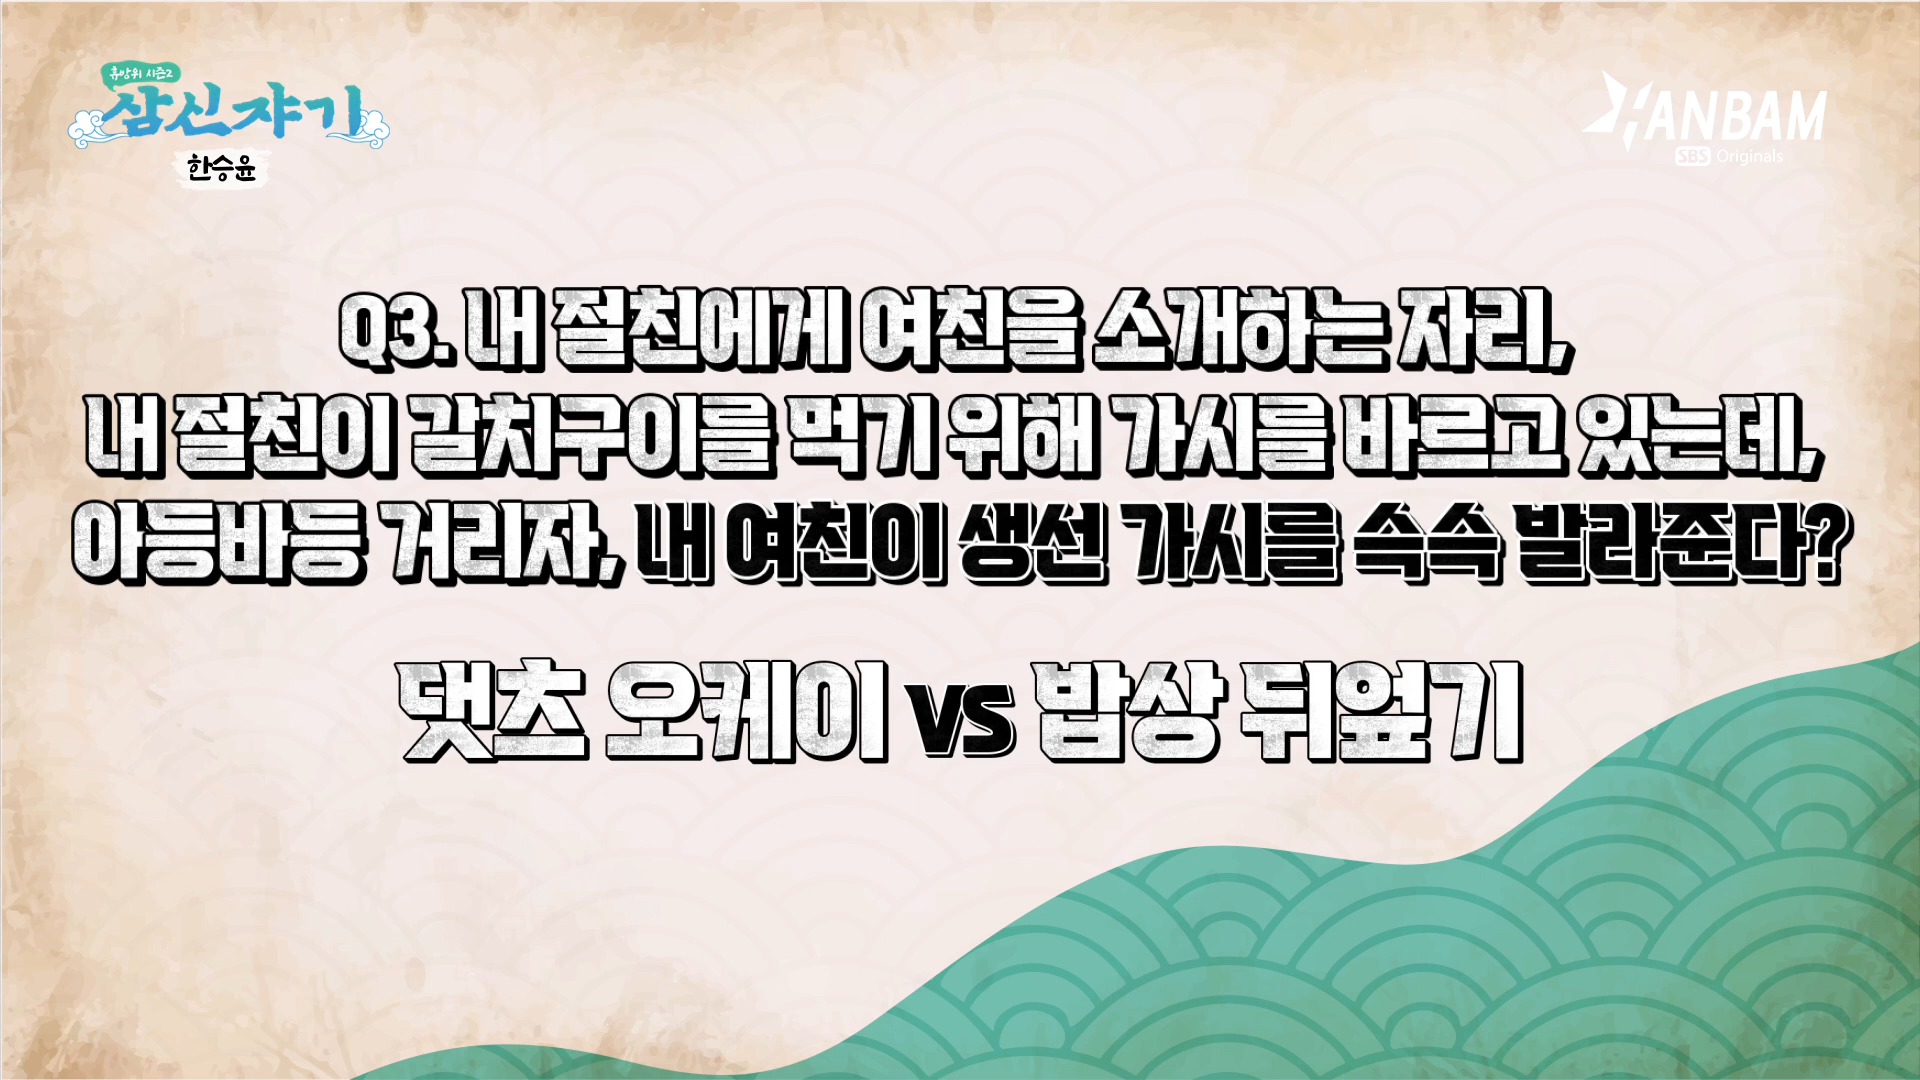 휴앙위 시즌2
삼신쟈기
한승윤
HANBAM
SBS Originals
Q3. 내 절친에게 여친을 소개하는 자리,
내 절친이 갈치구이를 먹기 위해 가시를 바르고 있는데,
아등바등 거리자, 내 여친이 생선 가시를 슥슥 발라준다?
댓츠 오케이 vs 밥상 뒤엎기